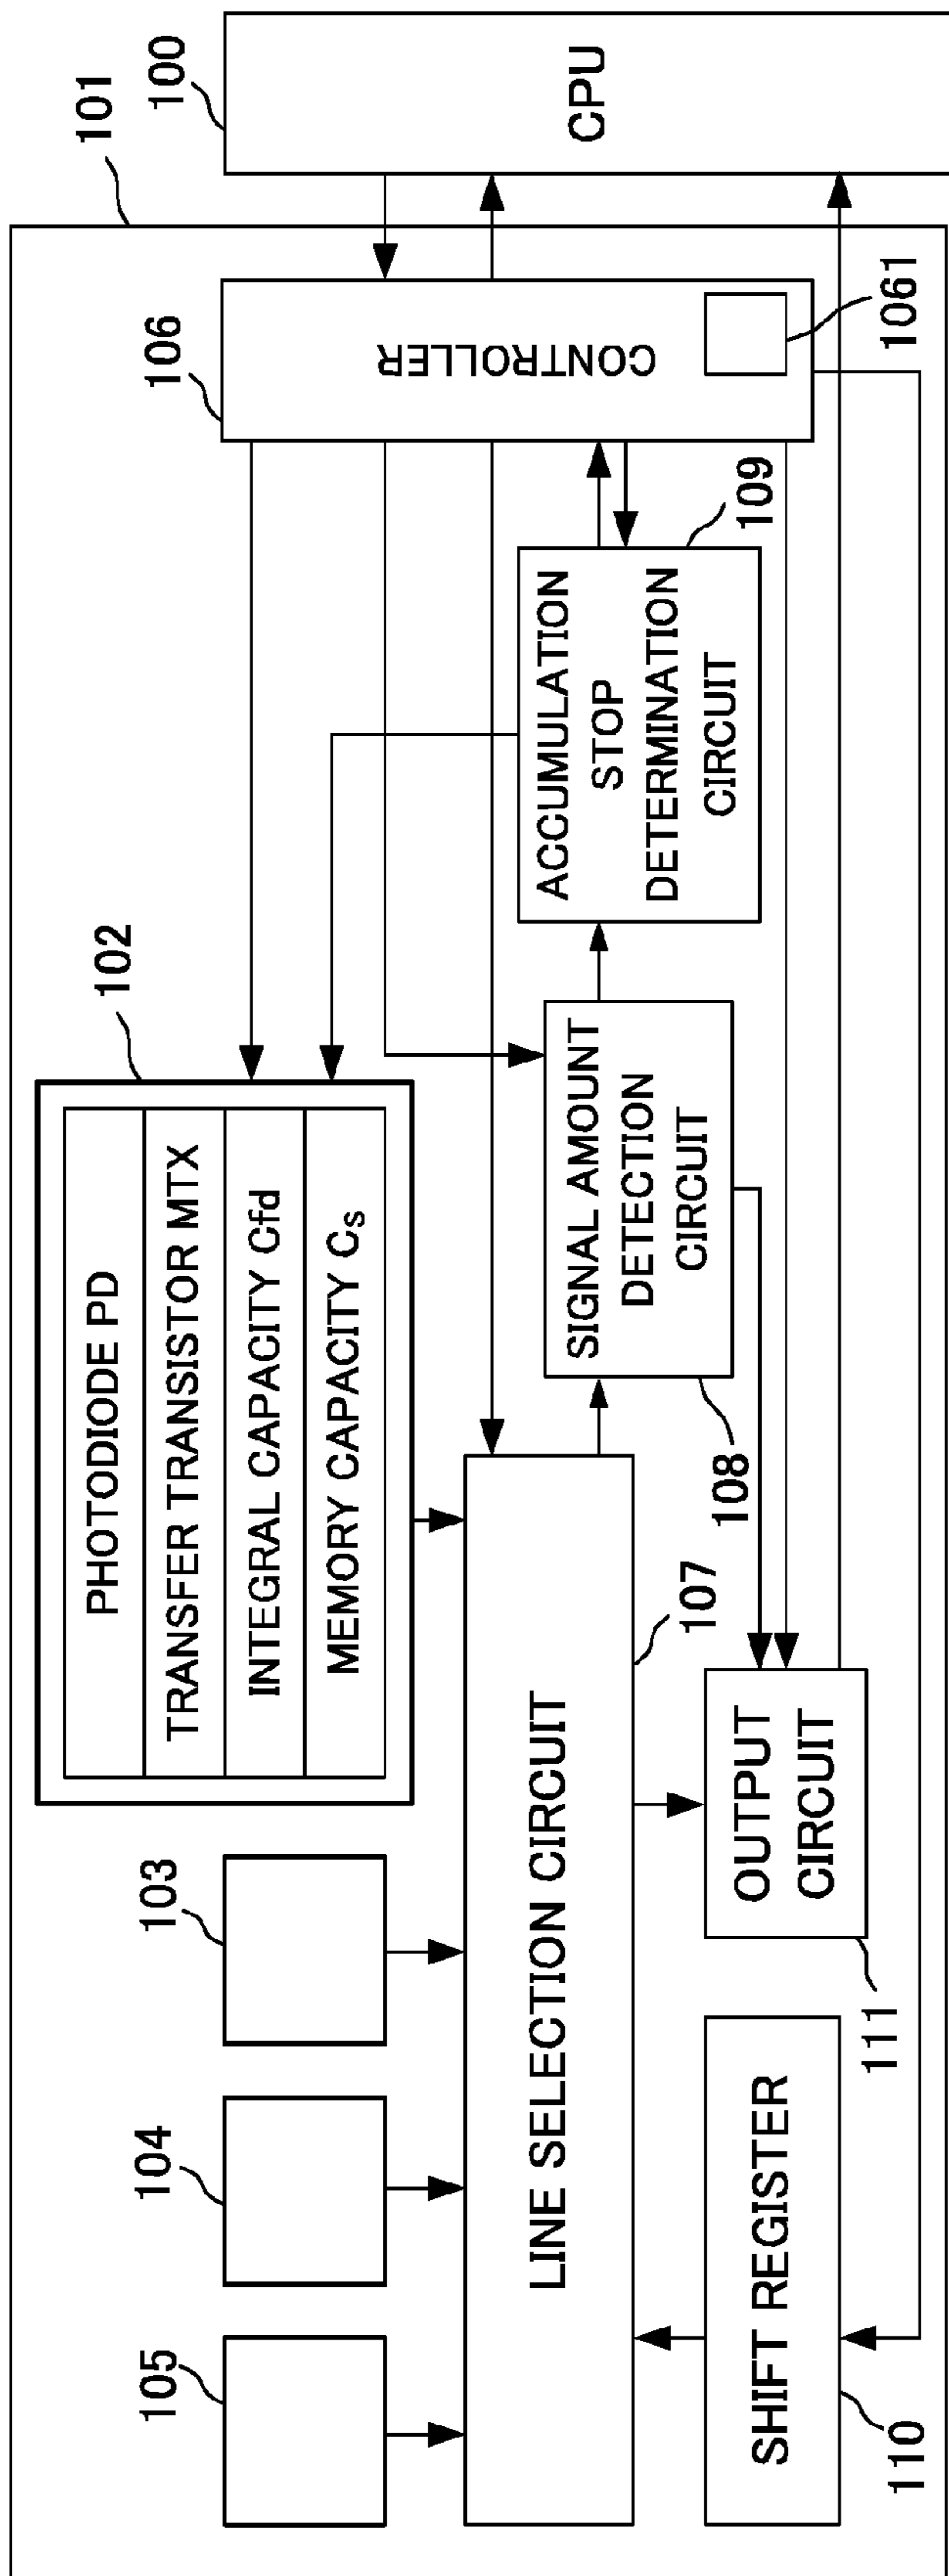 101
100
CPU
106
CONTROLLER
1061
102
PHOTODIODE PD
TRANSFER TRANSISTOR MTX
INTEGRAL CAPACITY Cfd
MEMORY CAPACITY Cs
103
104
105
ACCUMULATION
STOP
DETERMINATION
CIRCUIT
109
SIGNAL AMOUNT
DETECTION
CIRCUIT
108
LINE SELECTION CIRCUIT
107
OUTPUT
CIRCUIT
111
SHIFT REGISTER
110